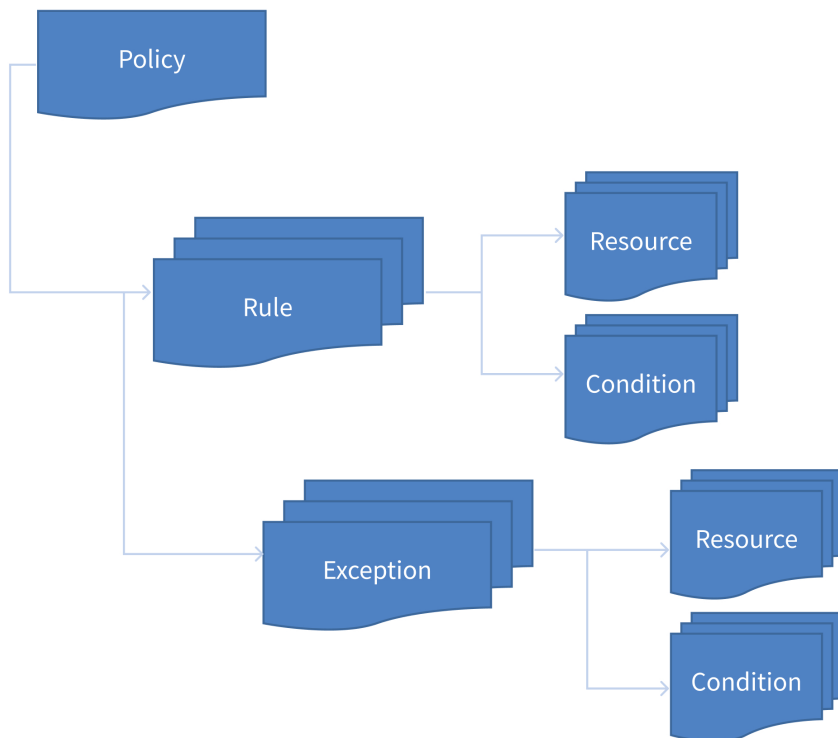 Policy
Rule
Resource
Condition
Exception
Resource
Condition